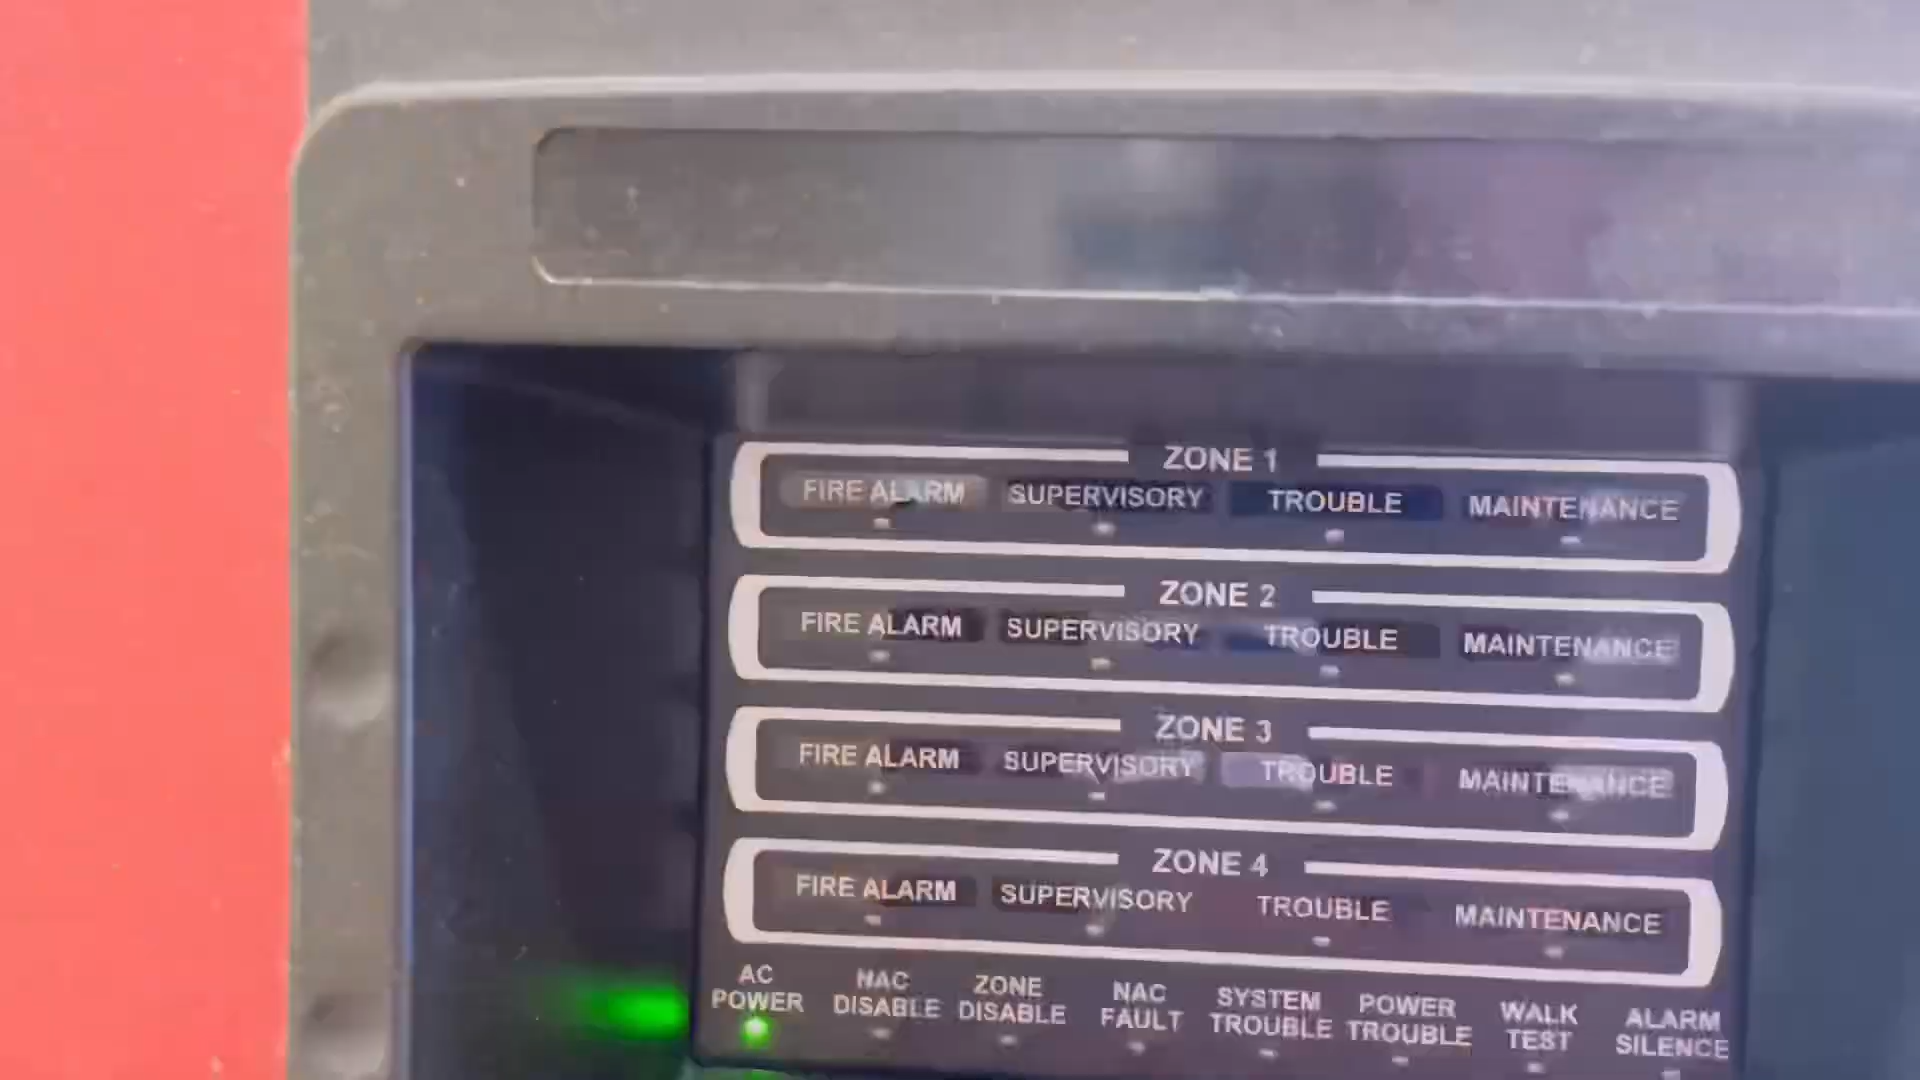 ZONE 1
FIRE ALARM SUPERVISORY TROUBLE MAINTENANCE
ZONE 2
FIRE ALARM SUPERVISORY TROUBLE MAINTENANCE
ZONE 3
FIRE ALARM SUPERVISORY TROUBLE MAINTENANCE
ZONE 4
FIRE ALARM SUPERVISORY TROUBLE MAINTENANCE
AC
POWER
NAC
DISABLE
ZONE
DISABLE
NAC
FAULT
SYSTEM
TROUBLE
POWER
TROUBLE
WALK
TEST
ALARM
SILENCE